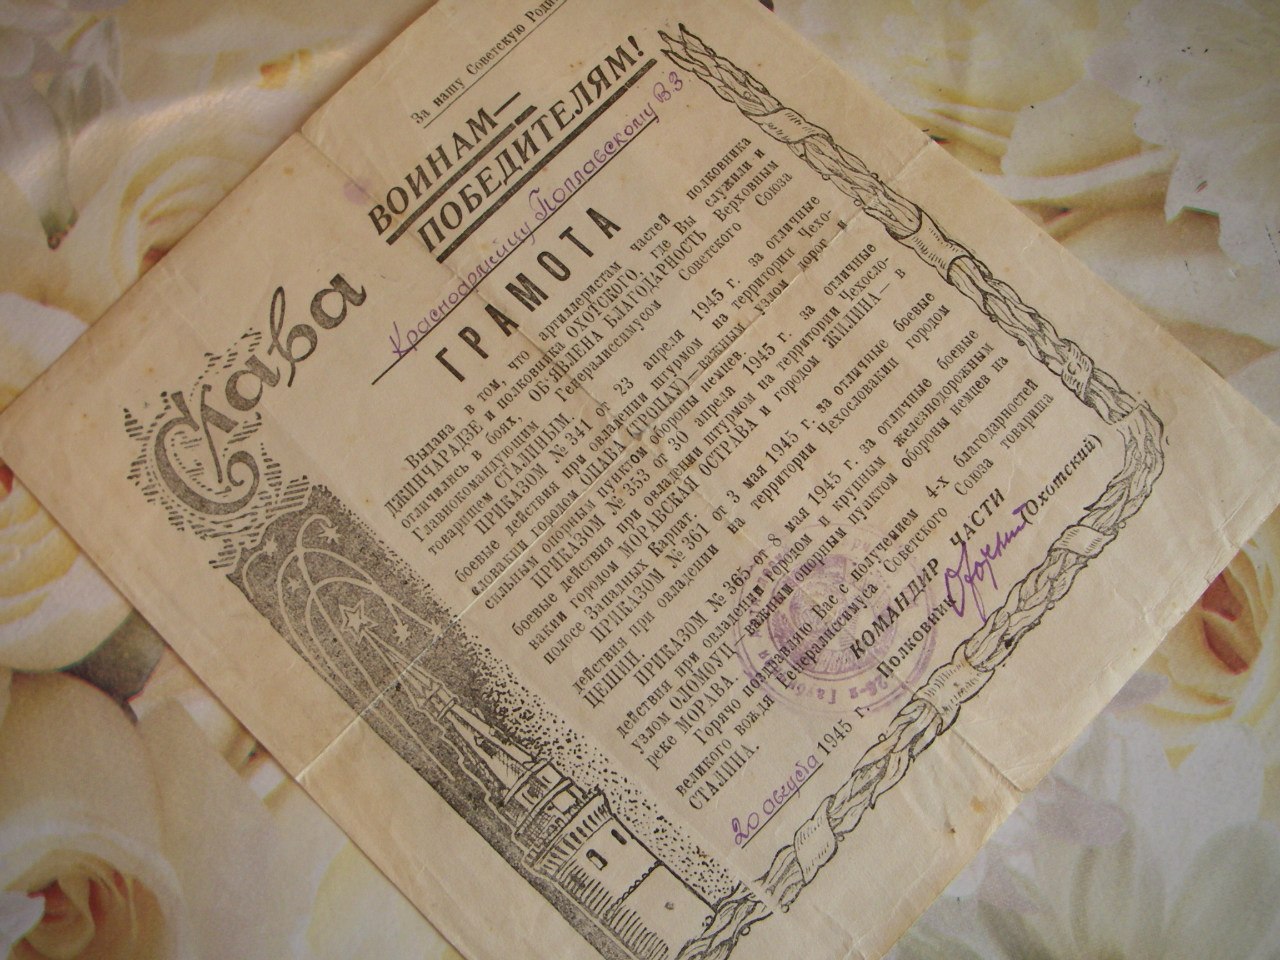 За нашу Советскую
Слава
ВОИНАМ—
ПОБЕДИТЕЛЯМ!
Красноармейцу Поплавскому В.З
ГРАМОТА
Выдана в том, что артиллеристам частей полковника
ДЖИНЧАРАДЗЕ и полковника ОХОТСКОГО, где Вы служили и
отличились в боях, ОБ'ЯВЛЕНА БЛАГОДАРНОСТЬ Верховным
Главнокомандующим Генералиссимусом Советского Союза
товарищем СТАЛИНЫМ.
ПРИКАЗОМ № 341 от 23 апреля 1945 г. за отличные
боевые действия при овладении штурмом на территории Чехо-
словакии городом ОПАВА (ТРОПАУ)—важным узлом дорог и
сильным опорным пунктом обороны немцев.
ПРИКАЗОМ № 353 от 30 апреля 1945 г. за отличные
боевые действия при овладении штурмом на территории Чехосло-
вакии городом МОРАВСКАЯ ОСТРАВА и городом ЖИЛИНА — в
полосе Западных Карпат.
ПРИКАЗОМ № 361 от 3 мая 1945 г. за отличные боевые
действия при овладении на территории Чехословакии городом
ЦЕШИН.
ПРИКАЗОМ № 365 от 8 мая 1945 г. за отличные боевые
действия при овладении городом и крупным железнодорожным
узлом ОЛОМОУЦ — важным опорным пунктом обороны немцев на
реке МОРАВА.
Горячо поздравляю Вас с получением 4-х благодарностей
великого вождя Генералиссимуса Советского Союза товарища
СТАЛИНА.
КОМАНДИР ЧАСТИ
Полковник Охотский)
20 августа 1945 г.